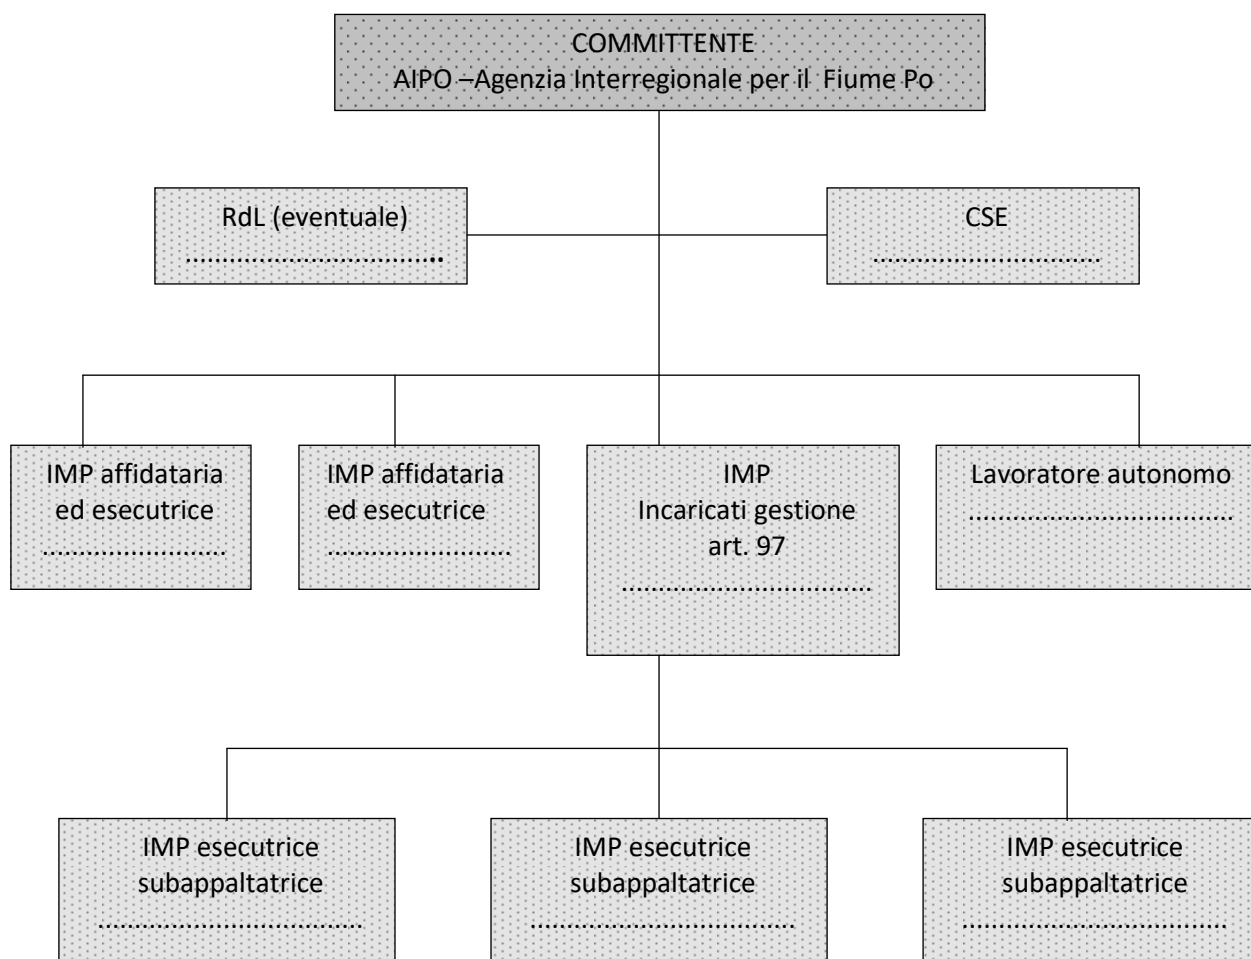 COMMITTENTE
AIPO –Agenzia Interregionale per il Fiume Po
RdL (eventuale)
……………………………..
CSE
…………………………..
IMP affidataria
ed esecutrice
……………………..
IMP affidataria
ed esecutrice
……………………..
IMP
Incaricati gestione
art. 97
……………………………..
Lavoratore autonomo
……………………………….
IMP esecutrice
subappaltatrice
……………………………….
IMP esecutrice
subappaltatrice
……………………………….
IMP esecutrice
subappaltatrice
……………………………….